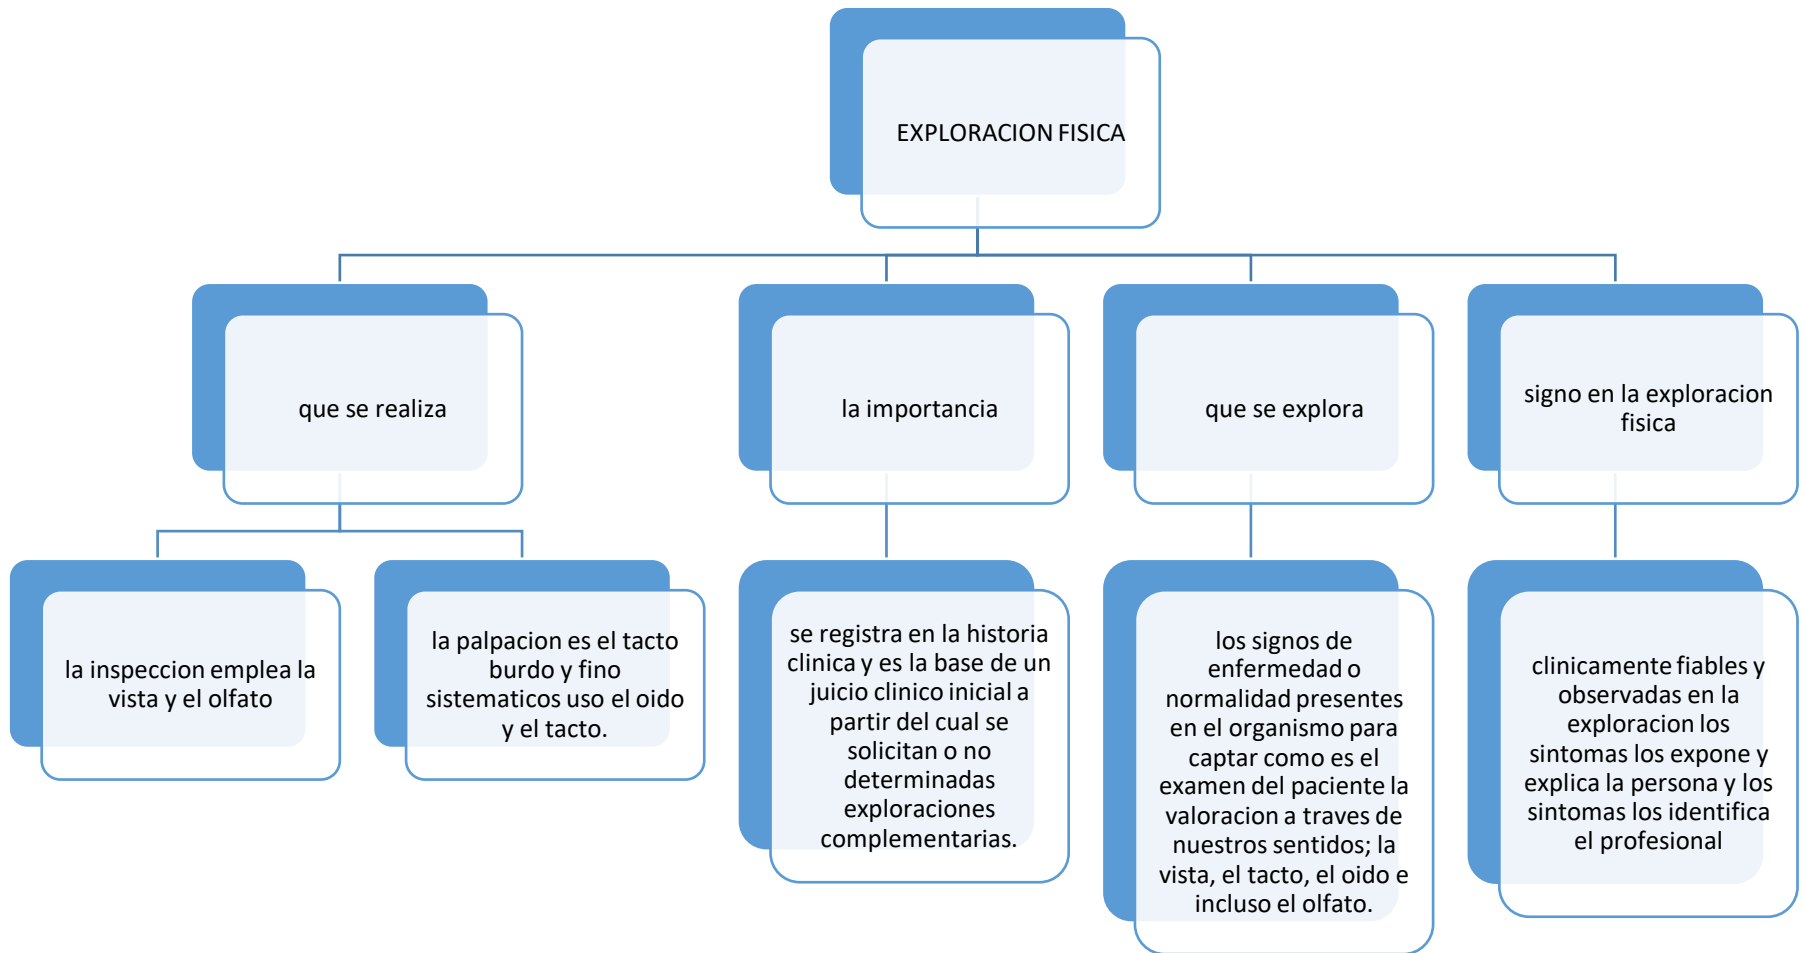 EXPLORACION FISICA
que se realiza
la importancia
que se explora
signo en la exploracion
fisica
la inspeccion emplea la
vista y el olfato
la palpacion es el tacto
burdo y fino
sistematicos uso el oido
y el tacto.
se registra en la historia
clinica y es la base de un
juicio clinico inicial a
partir del cual se
solicitan o no
determinadas
exploraciones
complementarias.
los signos de
enfermedad o
normalidad presentes
en el organismo para
captar como es el
examen del paciente la
valoracion a traves de
nuestros sentidos; la
vista, el tacto, el oido e
incluso el olfato.
clinicamente fiables y
observadas en la
exploracion los
sintomas los expone y
explica la persona y los
sintomas los identifica
el profesional